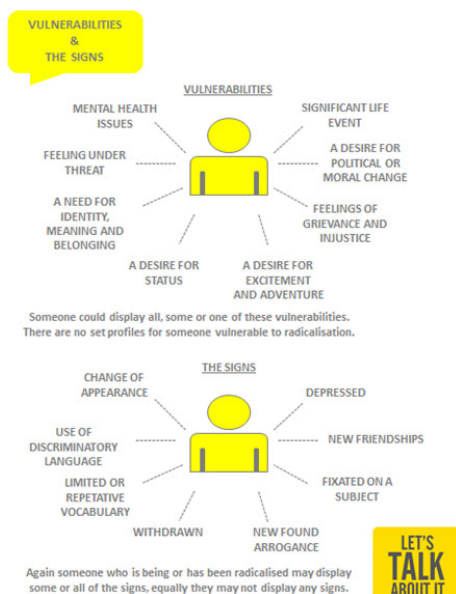 VULNERABILITIES
&
THE SIGNS
VULNERABILITIES
MENTAL HEALTH
ISSUES
SIGNIFICANT LIFE
EVENT
FEELING UNDER
THREAT
A DESIRE FOR
POLITICAL OR
MORAL CHANGE
A NEED FOR
IDENTITY,
MEANING AND
BELONGING
FEELINGS OF
GRIEVANCE AND
INJUSTICE
A DESIRE FOR
STATUS
A DESIRE FOR
EXCITEMENT
AND ADVENTURE
Someone could display all, some or one of these vulnerabilities.
There are no set profiles for someone vulnerable to radicalisation.
THE SIGNS
CHANGE OF
APPEARANCE
DEPRESSED
USE OF
DISCRIMINATORY
LANGUAGE
NEW FRIENDSHIPS
LIMITED OR
REPETATIVE
VOCABULARY
FIXATED ON A
SUBJECT
WITHDRAWN
NEW FOUND
ARROGANCE
Again someone who is being or has been radicalised may display
some or all of the signs, equally they may not display any signs.
LET'S
TALK
ABOUT IT